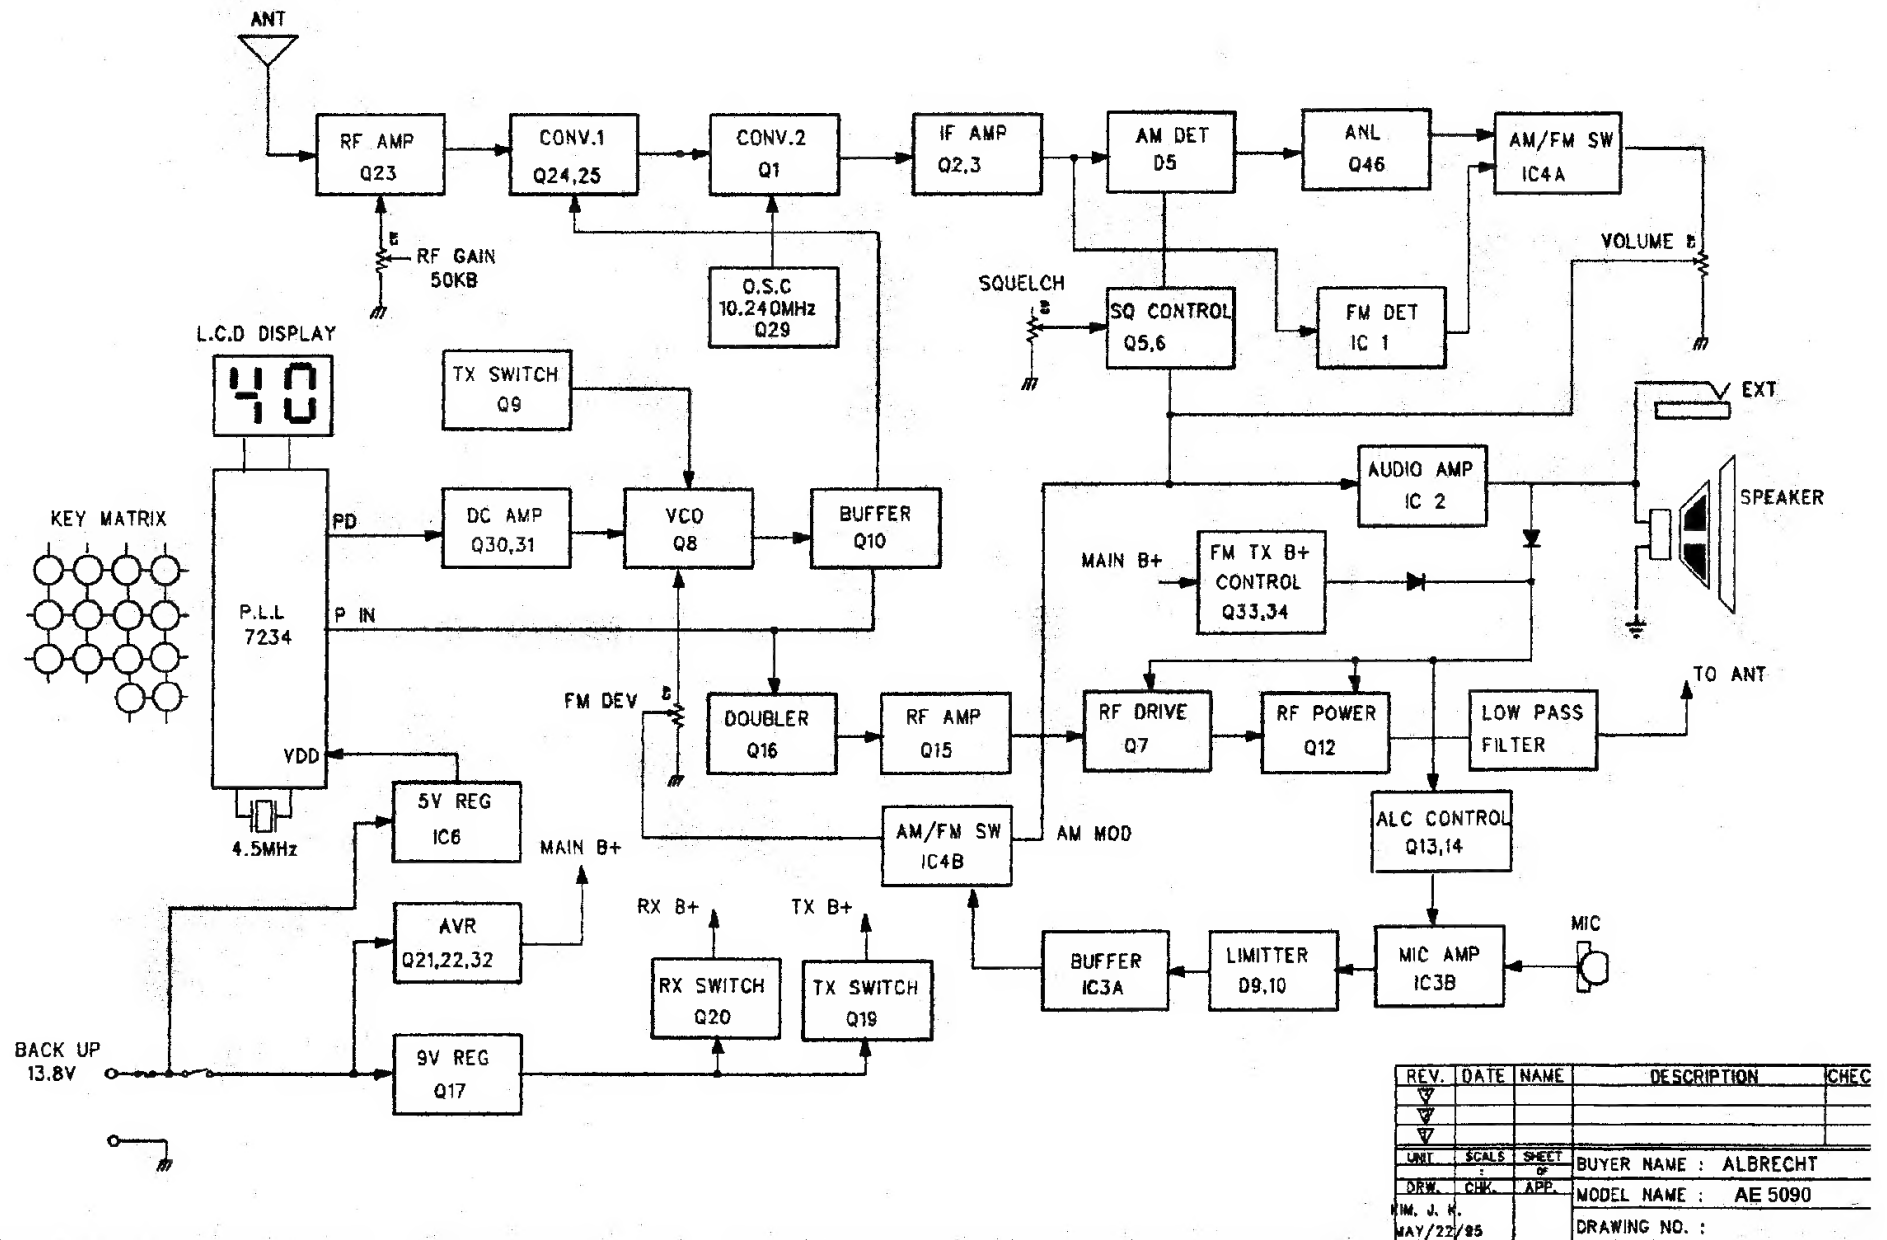 ANT
RF AMP
Q23
CONV.1
Q24,25
CONV.2
Q1
IF AMP
Q2,3
AM DET
D5
ANL
Q46
AM/FM SW
IC4A
RF GAIN
50KB
O.S.C
10.240MHz
Q29
SQUELCH
SQ CONTROL
Q5,6
FM DET
IC 1
VOLUME
L.C.D DISPLAY
40
TX SWITCH
Q9
EXT
KEY MATRIX
P.L.L
7234
PD
P IN
VDD
4.5MHz
DC AMP
Q30,31
VCO
Q8
BUFFER
Q10
AUDIO AMP
IC 2
SPEAKER
MAIN B+
FM TX B+
CONTROL
Q33,34
FM DEV
DOUBLER
Q16
RF AMP
Q15
RF DRIVE
Q7
RF POWER
Q12
LOW PASS
FILTER
TO ANT
5V REG
IC6
MAIN B+
AM/FM SW
IC4B
AM MOD
ALC CONTROL
Q13,14
AVR
Q21,22,32
RX B+
TX B+
RX SWITCH
Q20
TX SWITCH
Q19
BUFFER
IC3A
LIMITTER
D9,10
MIC AMP
IC3B
MIC
BACK UP
13.8V
9V REG
Q17
REV. DATE NAME DESCRIPTION CHEC
UNIT SCALS SHEET
: OF
DRW. CHK. APP.
BUYER NAME : ALBRECHT
MODEL NAME : AE 5090
DRAWING NO. :
KIM, J. K.
MAY/22/95